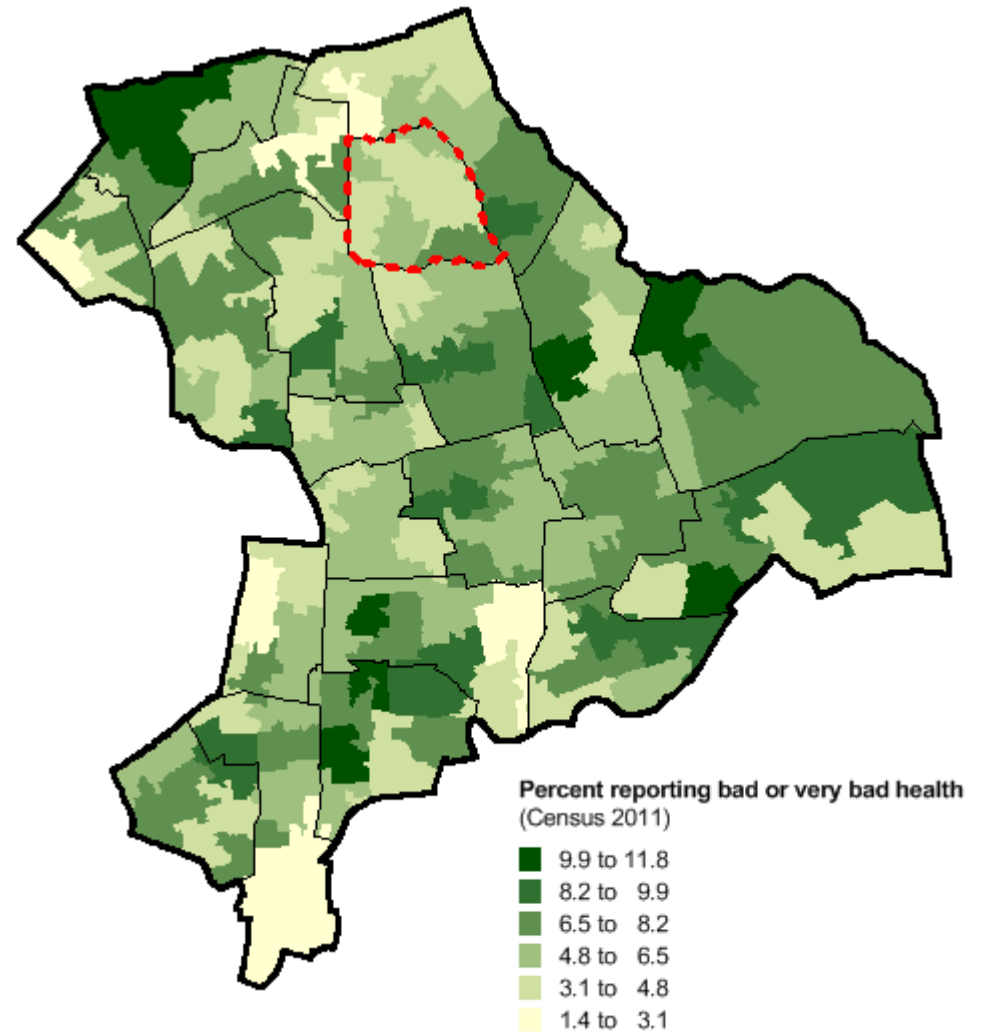 Percent reporting bad or very bad health
(Census 2011)
9.9 to 11.8
8.2 to 9.9
6.5 to 8.2
4.8 to 6.5
3.1 to 4.8
1.4 to 3.1